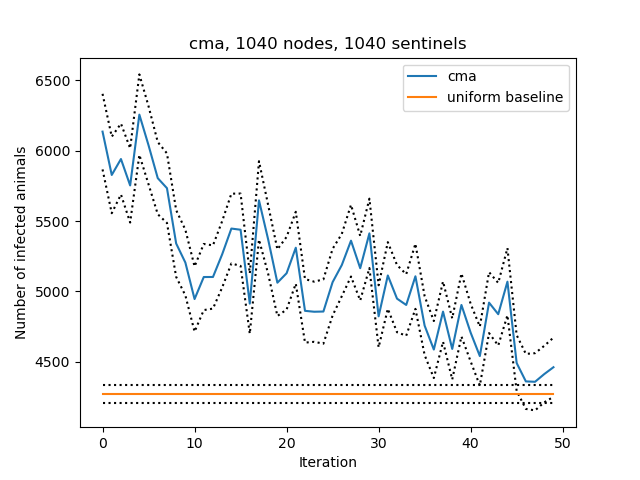 cma, 1040 nodes, 1040 sentinels
cma
uniform baseline
Number of infected animals
6500
6000
5500
5000
4500
0 10 20 30 40 50
Iteration